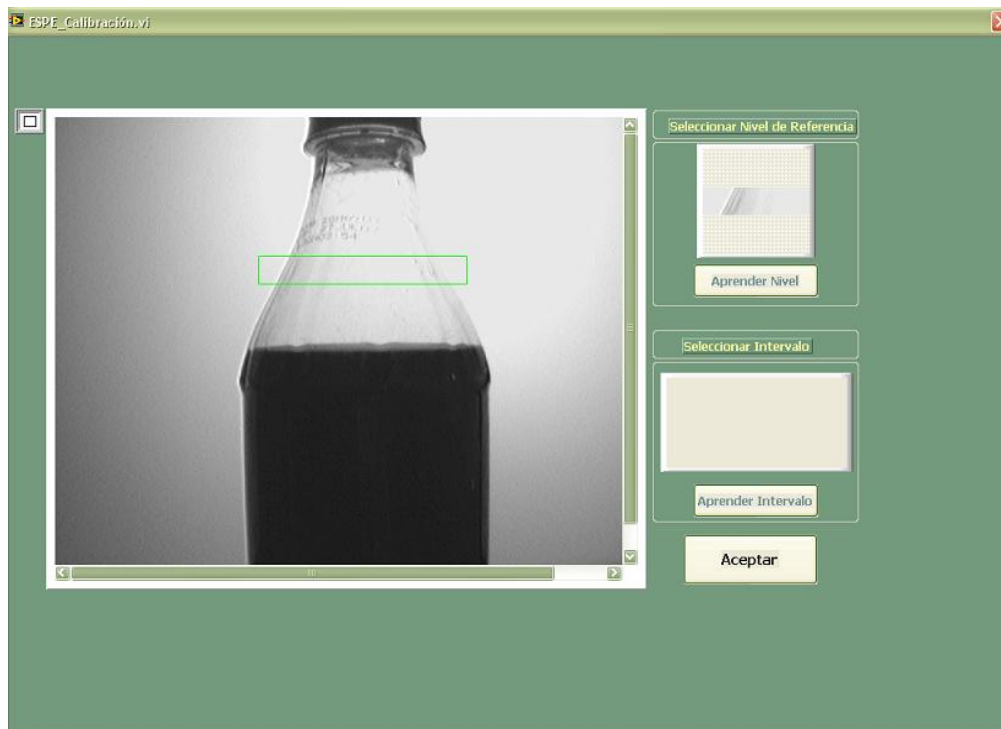 ESPE_Calibración.vi
Seleccionar Nivel de Referencia
Aprender Nivel
Seleccionar Intervalo
Aprender Intervalo
Aceptar